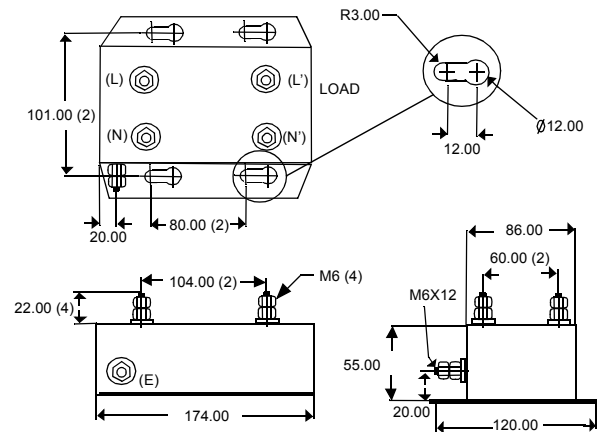 R3.00
(L)
(L')
LOAD
101.00 (2)
(N)
(N')
Ø12.00
12.00
20.00
80.00 (2)
86.00
60.00 (2)
104.00 (2)
M6 (4)
22.00 (4)
M6X12
(E)
55.00
20.00
174.00
120.00